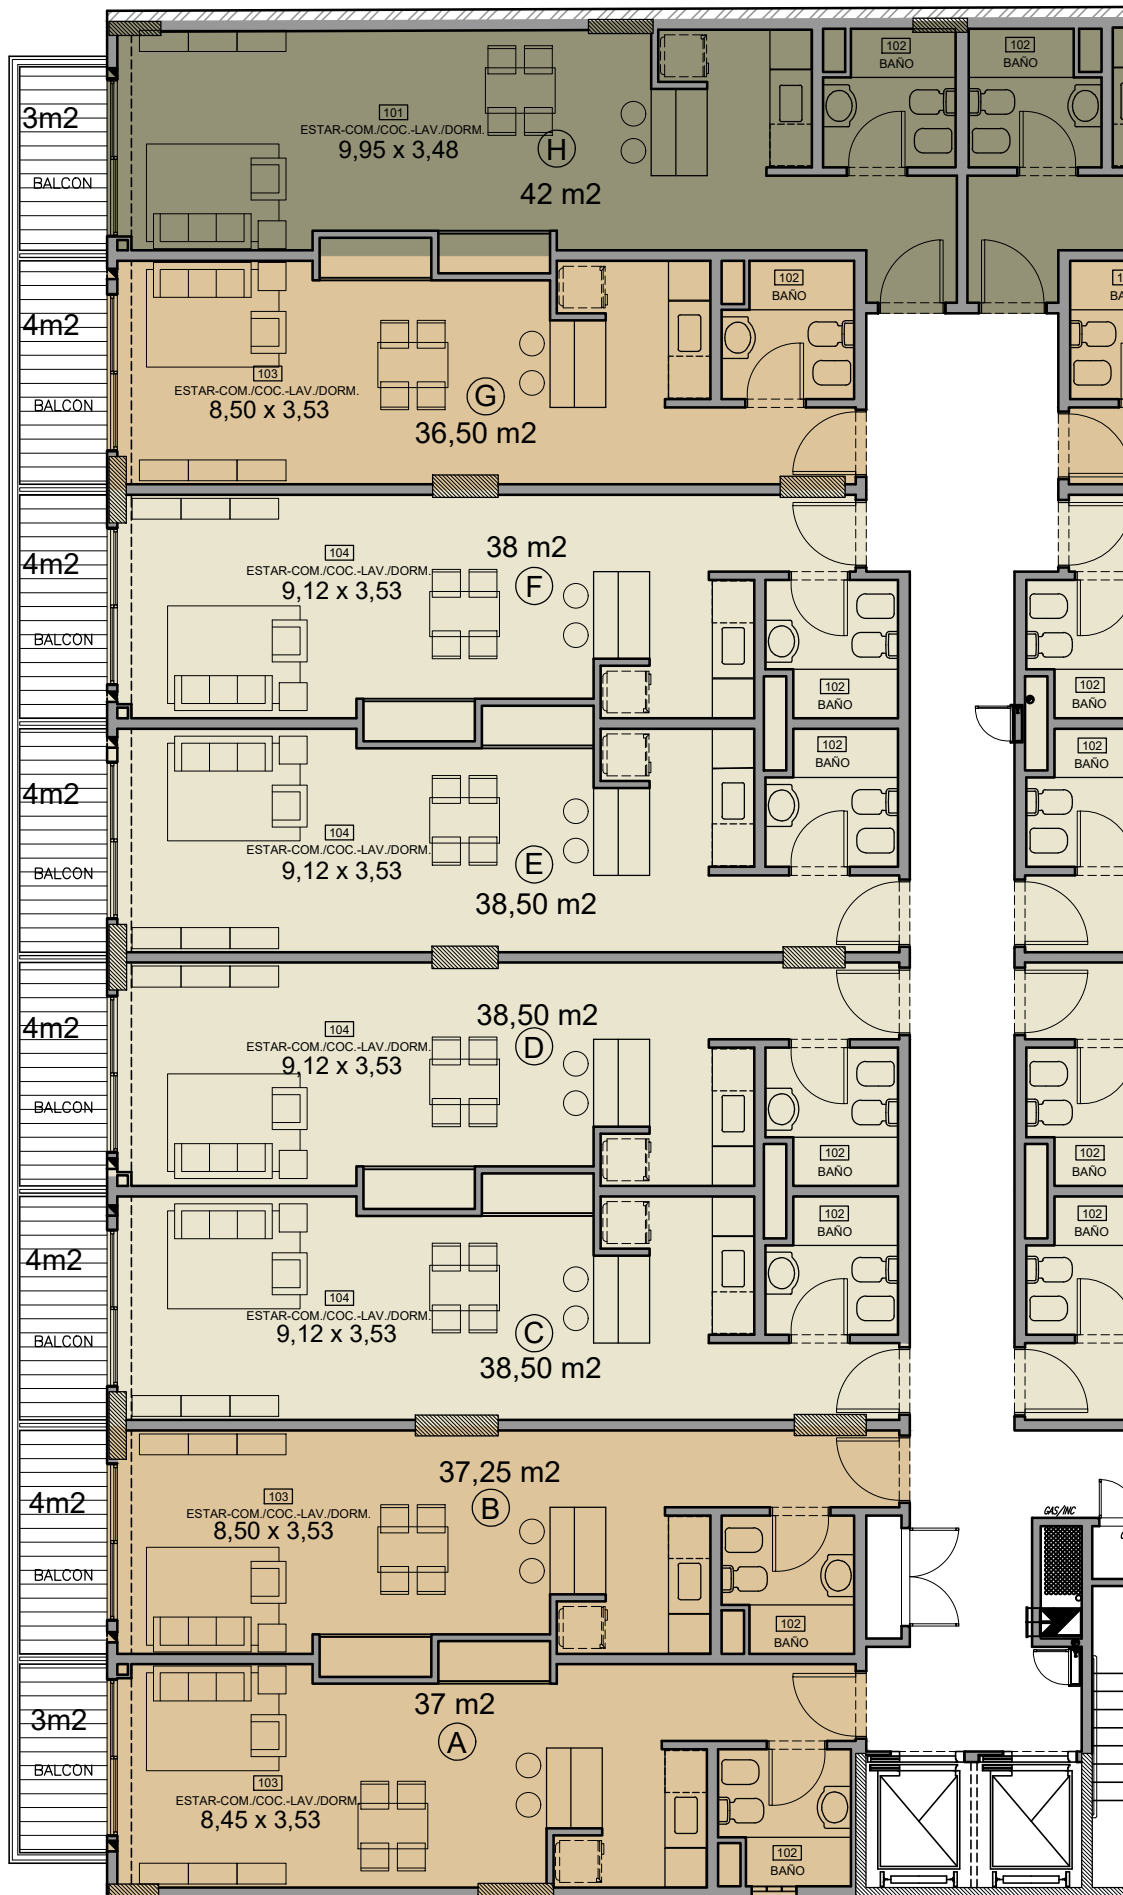 102
BAÑO
102
BAÑO
3m2
BALCON
101
ESTAR-COM./COC.-LAV./DORM.
9,95 x 3,48
H
42 m2
4m2
BALCON
103
ESTAR-COM./COC.-LAV./DORM.
8,50 x 3,53
G
36,50 m2
102
BAÑO
4m2
BALCON
104
ESTAR-COM./COC.-LAV./DORM.
9,12 x 3,53
38 m2
F
102
BAÑO
102
BAÑO
4m2
BALCON
104
ESTAR-COM./COC.-LAV./DORM.
9,12 x 3,53
E
38,50 m2
102
BAÑO
102
BAÑO
4m2
BALCON
104
ESTAR-COM./COC.-LAV./DORM.
9,12 x 3,53
38,50 m2
D
102
BAÑO
102
BAÑO
4m2
BALCON
104
ESTAR-COM./COC.-LAV./DORM.
9,12 x 3,53
C
38,50 m2
102
BAÑO
102
BAÑO
4m2
BALCON
103
ESTAR-COM./COC.-LAV./DORM.
8,50 x 3,53
37,25 m2
B
102
BAÑO
GAS/INC
3m2
BALCON
103
ESTAR-COM./COC.-LAV./DORM.
8,45 x 3,53
37 m2
A
102
BAÑO